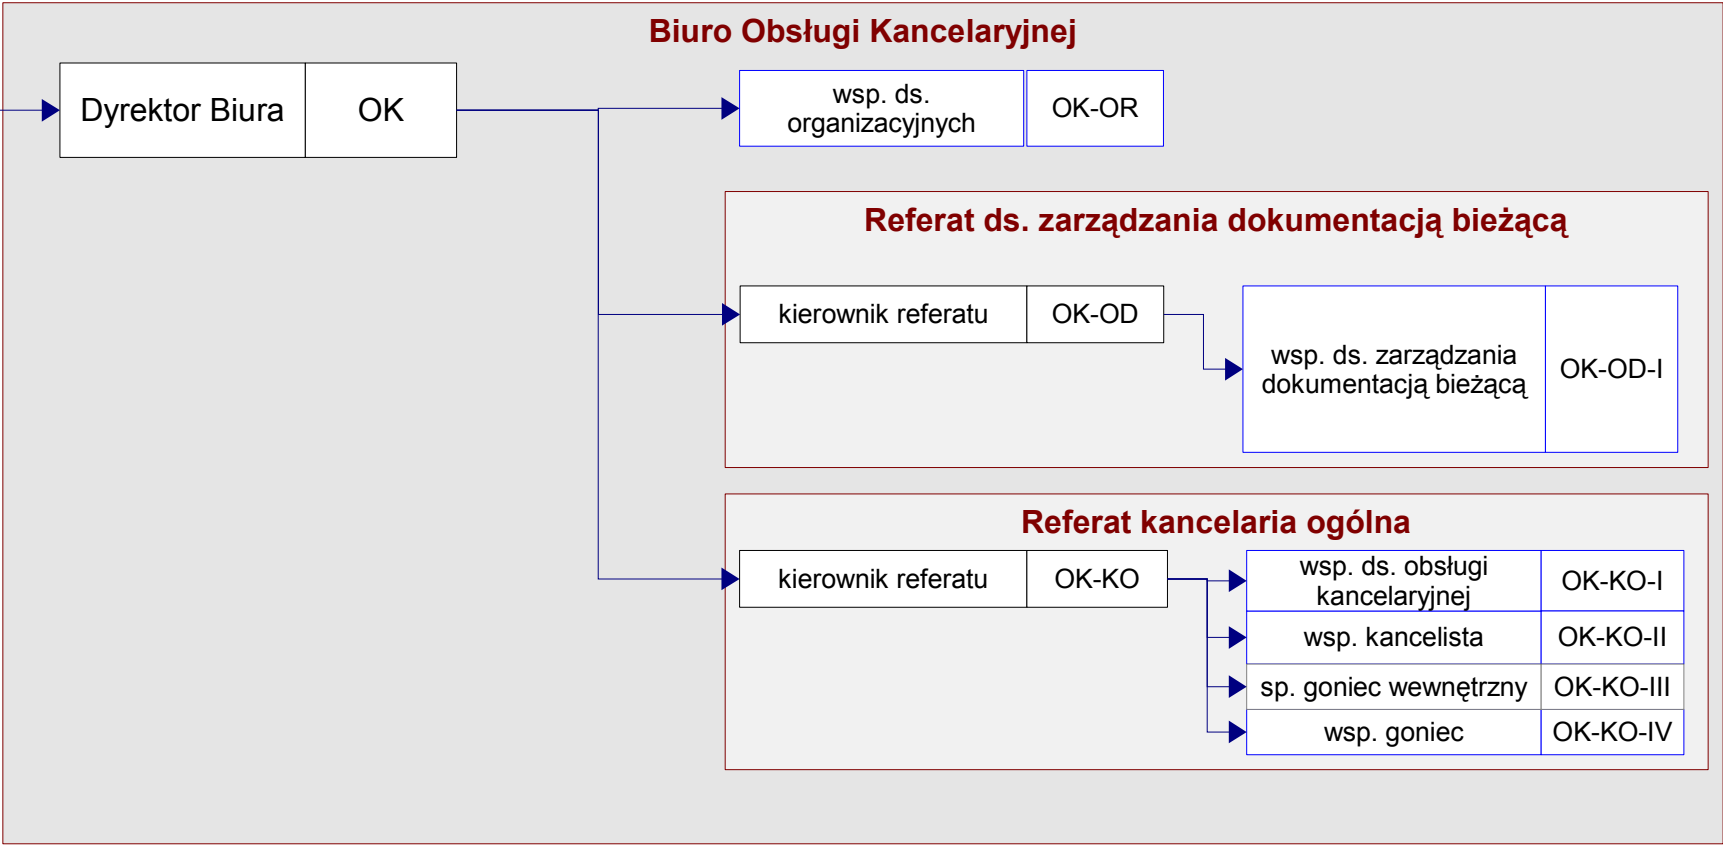 Biuro Obsługi Kancelaryjnej
Dyrektor Biura
OK
wsp. ds.
organizacyjnych
OK-OR
Referat ds. zarządzania dokumentacją bieżącą
kierownik referatu
OK-OD
wsp. ds. zarządzania
dokumentacją bieżącą
OK-OD-I
Referat kancelaria ogólna
kierownik referatu
OK-KO
wsp. ds. obsługi
kancelaryjnej
OK-KO-I
wsp. kancelista
OK-KO-II
sp. goniec wewnętrzny
OK-KO-III
wsp. goniec
OK-KO-IV